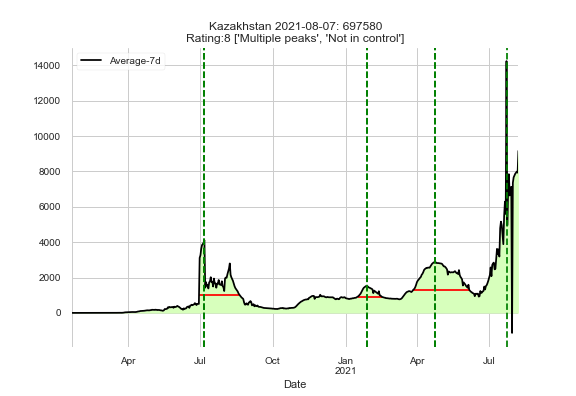 Kazakhstan 2021-08-07: 697580
Rating:8 ['Multiple peaks', 'Not in control']
Average-7d
14000
12000
10000
8000
6000
4000
2000
0
Apr Jul Oct Jan Apr Jul
2021
Date